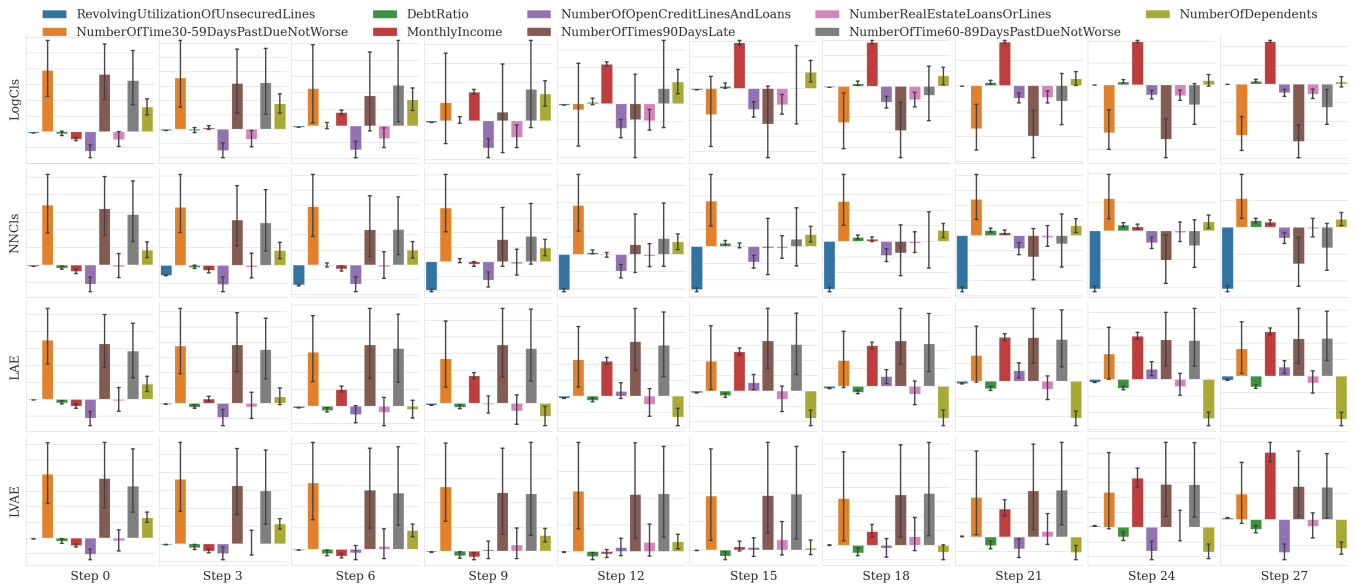 RevolvingUtilizationOfUnsecuredLines DebtRatio NumberOfOpenCreditLinesAndLoans NumberRealEstateLoansOrLines NumberOfDependents
NumberOfTime30-59DaysPastDueNotWorse MonthlyIncome NumberOfTimes90DaysLate NumberOfTime60-89DaysPastDueNotWorse
LogCls
NNCls
LAE
LVAE
Step 0 Step 3 Step 6 Step 9 Step 12 Step 15 Step 18 Step 21 Step 24 Step 27